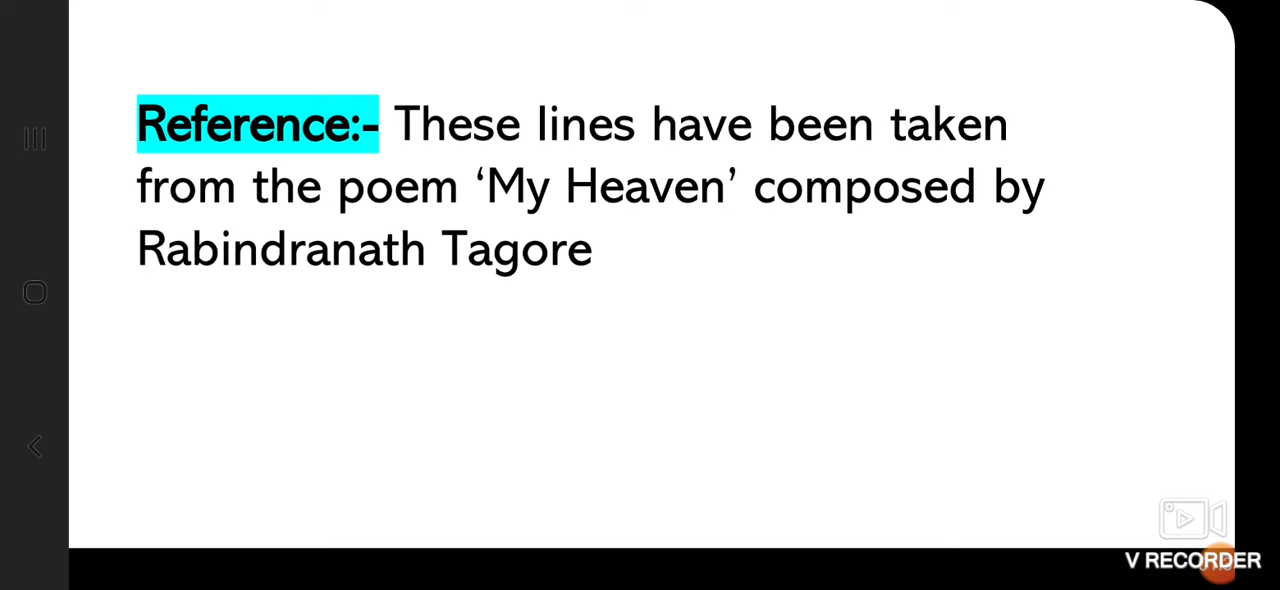 Reference:- These lines have been taken
from the poem ‘My Heaven’ composed by
Rabindranath Tagore
V RECORDER